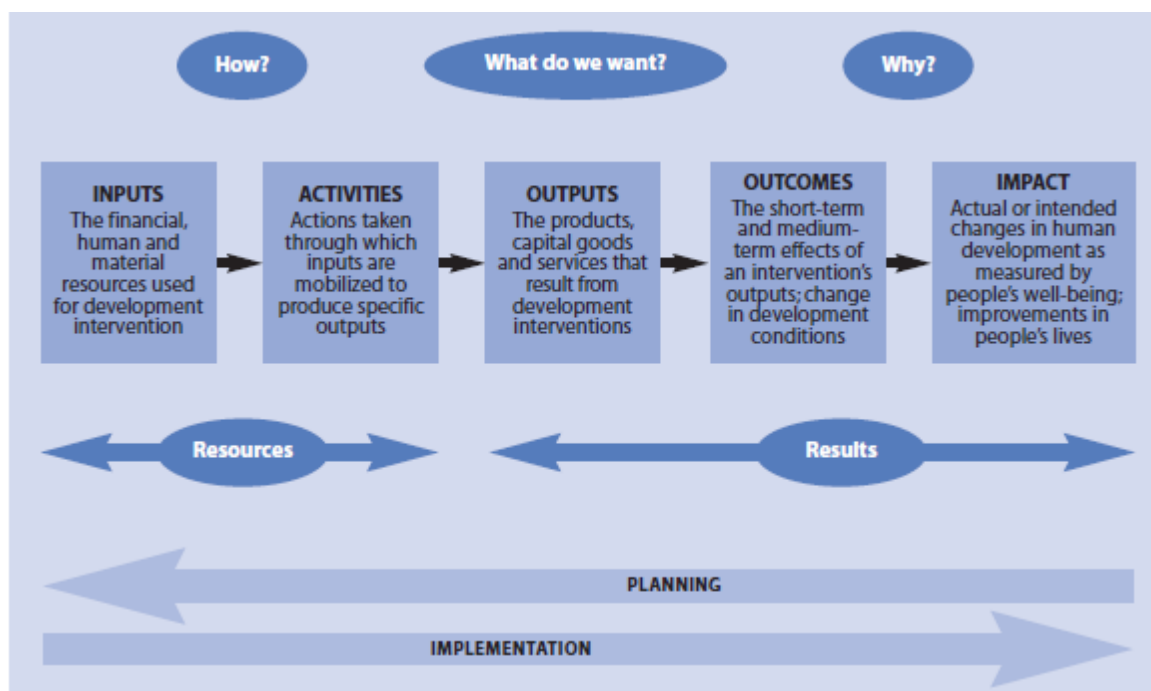 How?
What do we want?
Why?
INPUTS
The financial,
human and
material
resources used
for development
intervention
ACTIVITIES
Actions taken
through which
inputs are
mobilized to
produce specific
outputs
OUTPUTS
The products,
capital goods
and services that
result from
development
interventions
OUTCOMES
The short-term
and medium-
term effects of
an intervention’s
outputs; change
in development
conditions
IMPACT
Actual or intended
changes in human
development as
measured by
people’s well-being;
improvements in
people’s lives
Resources
Results
PLANNING
IMPLEMENTATION